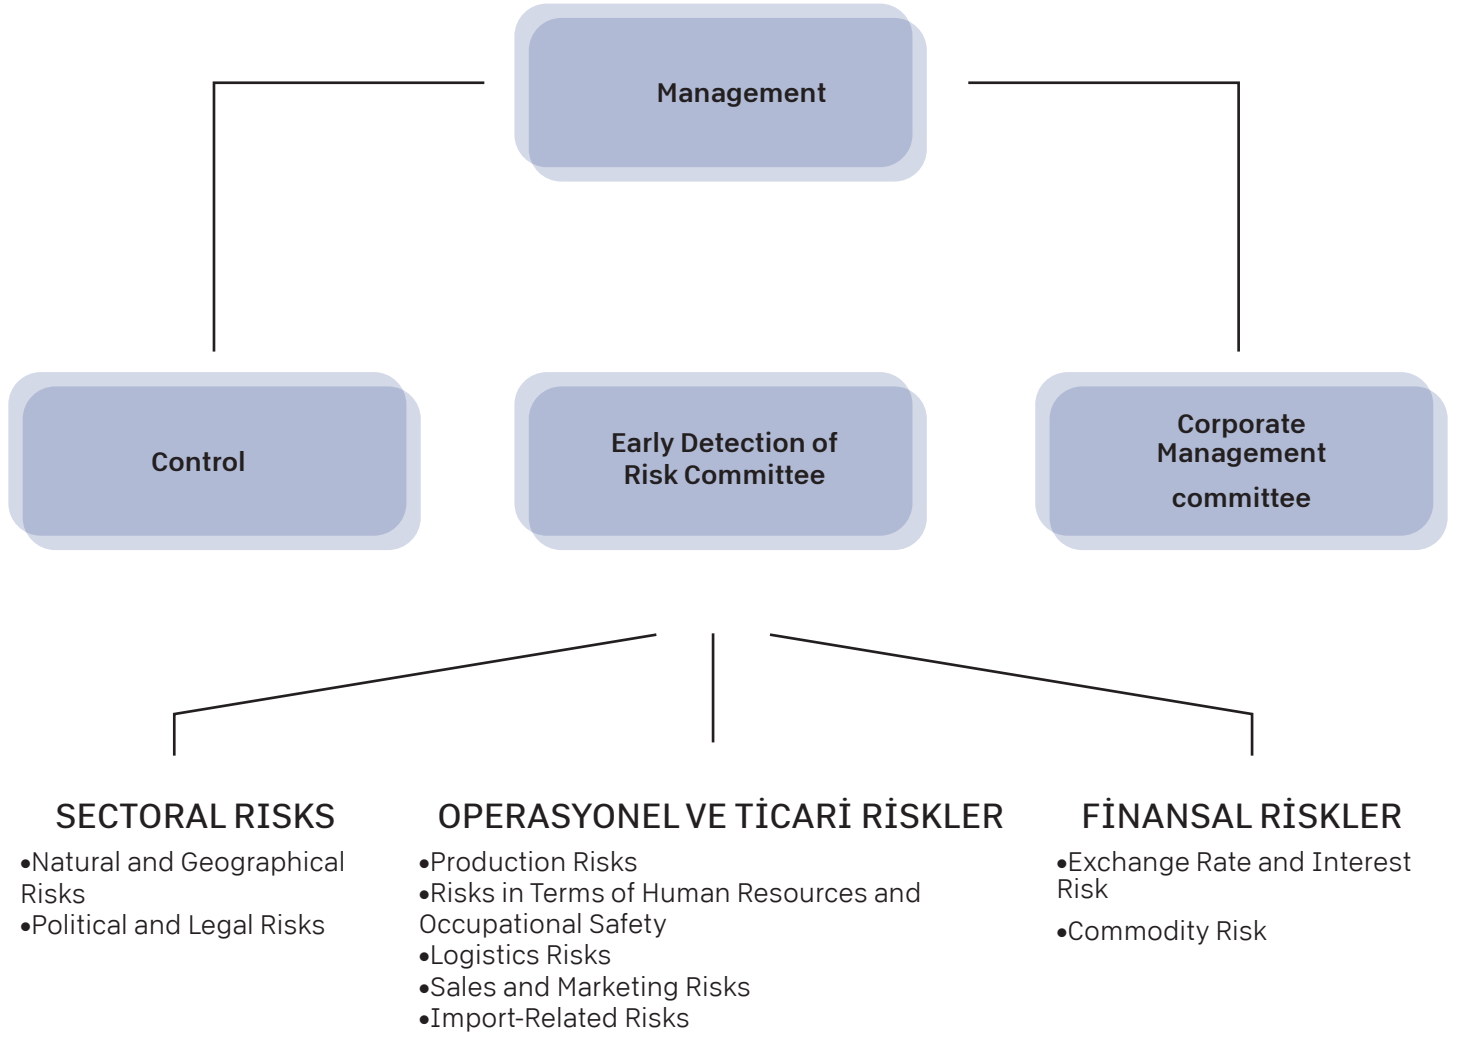 Management
Control
Early Detection of
Risk Committee
Corporate
Management
committee
SECTORAL RISKS
•Natural and Geographical
Risks
•Political and Legal Risks
OPERASYONEL VE TİCARİ RİSKLER
•Production Risks
•Risks in Terms of Human Resources and
Occupational Safety
•Logistics Risks
•Sales and Marketing Risks
•Import-Related Risks
FİNANSAL RİSKLER
•Exchange Rate and Interest
Risk
•Commodity Risk